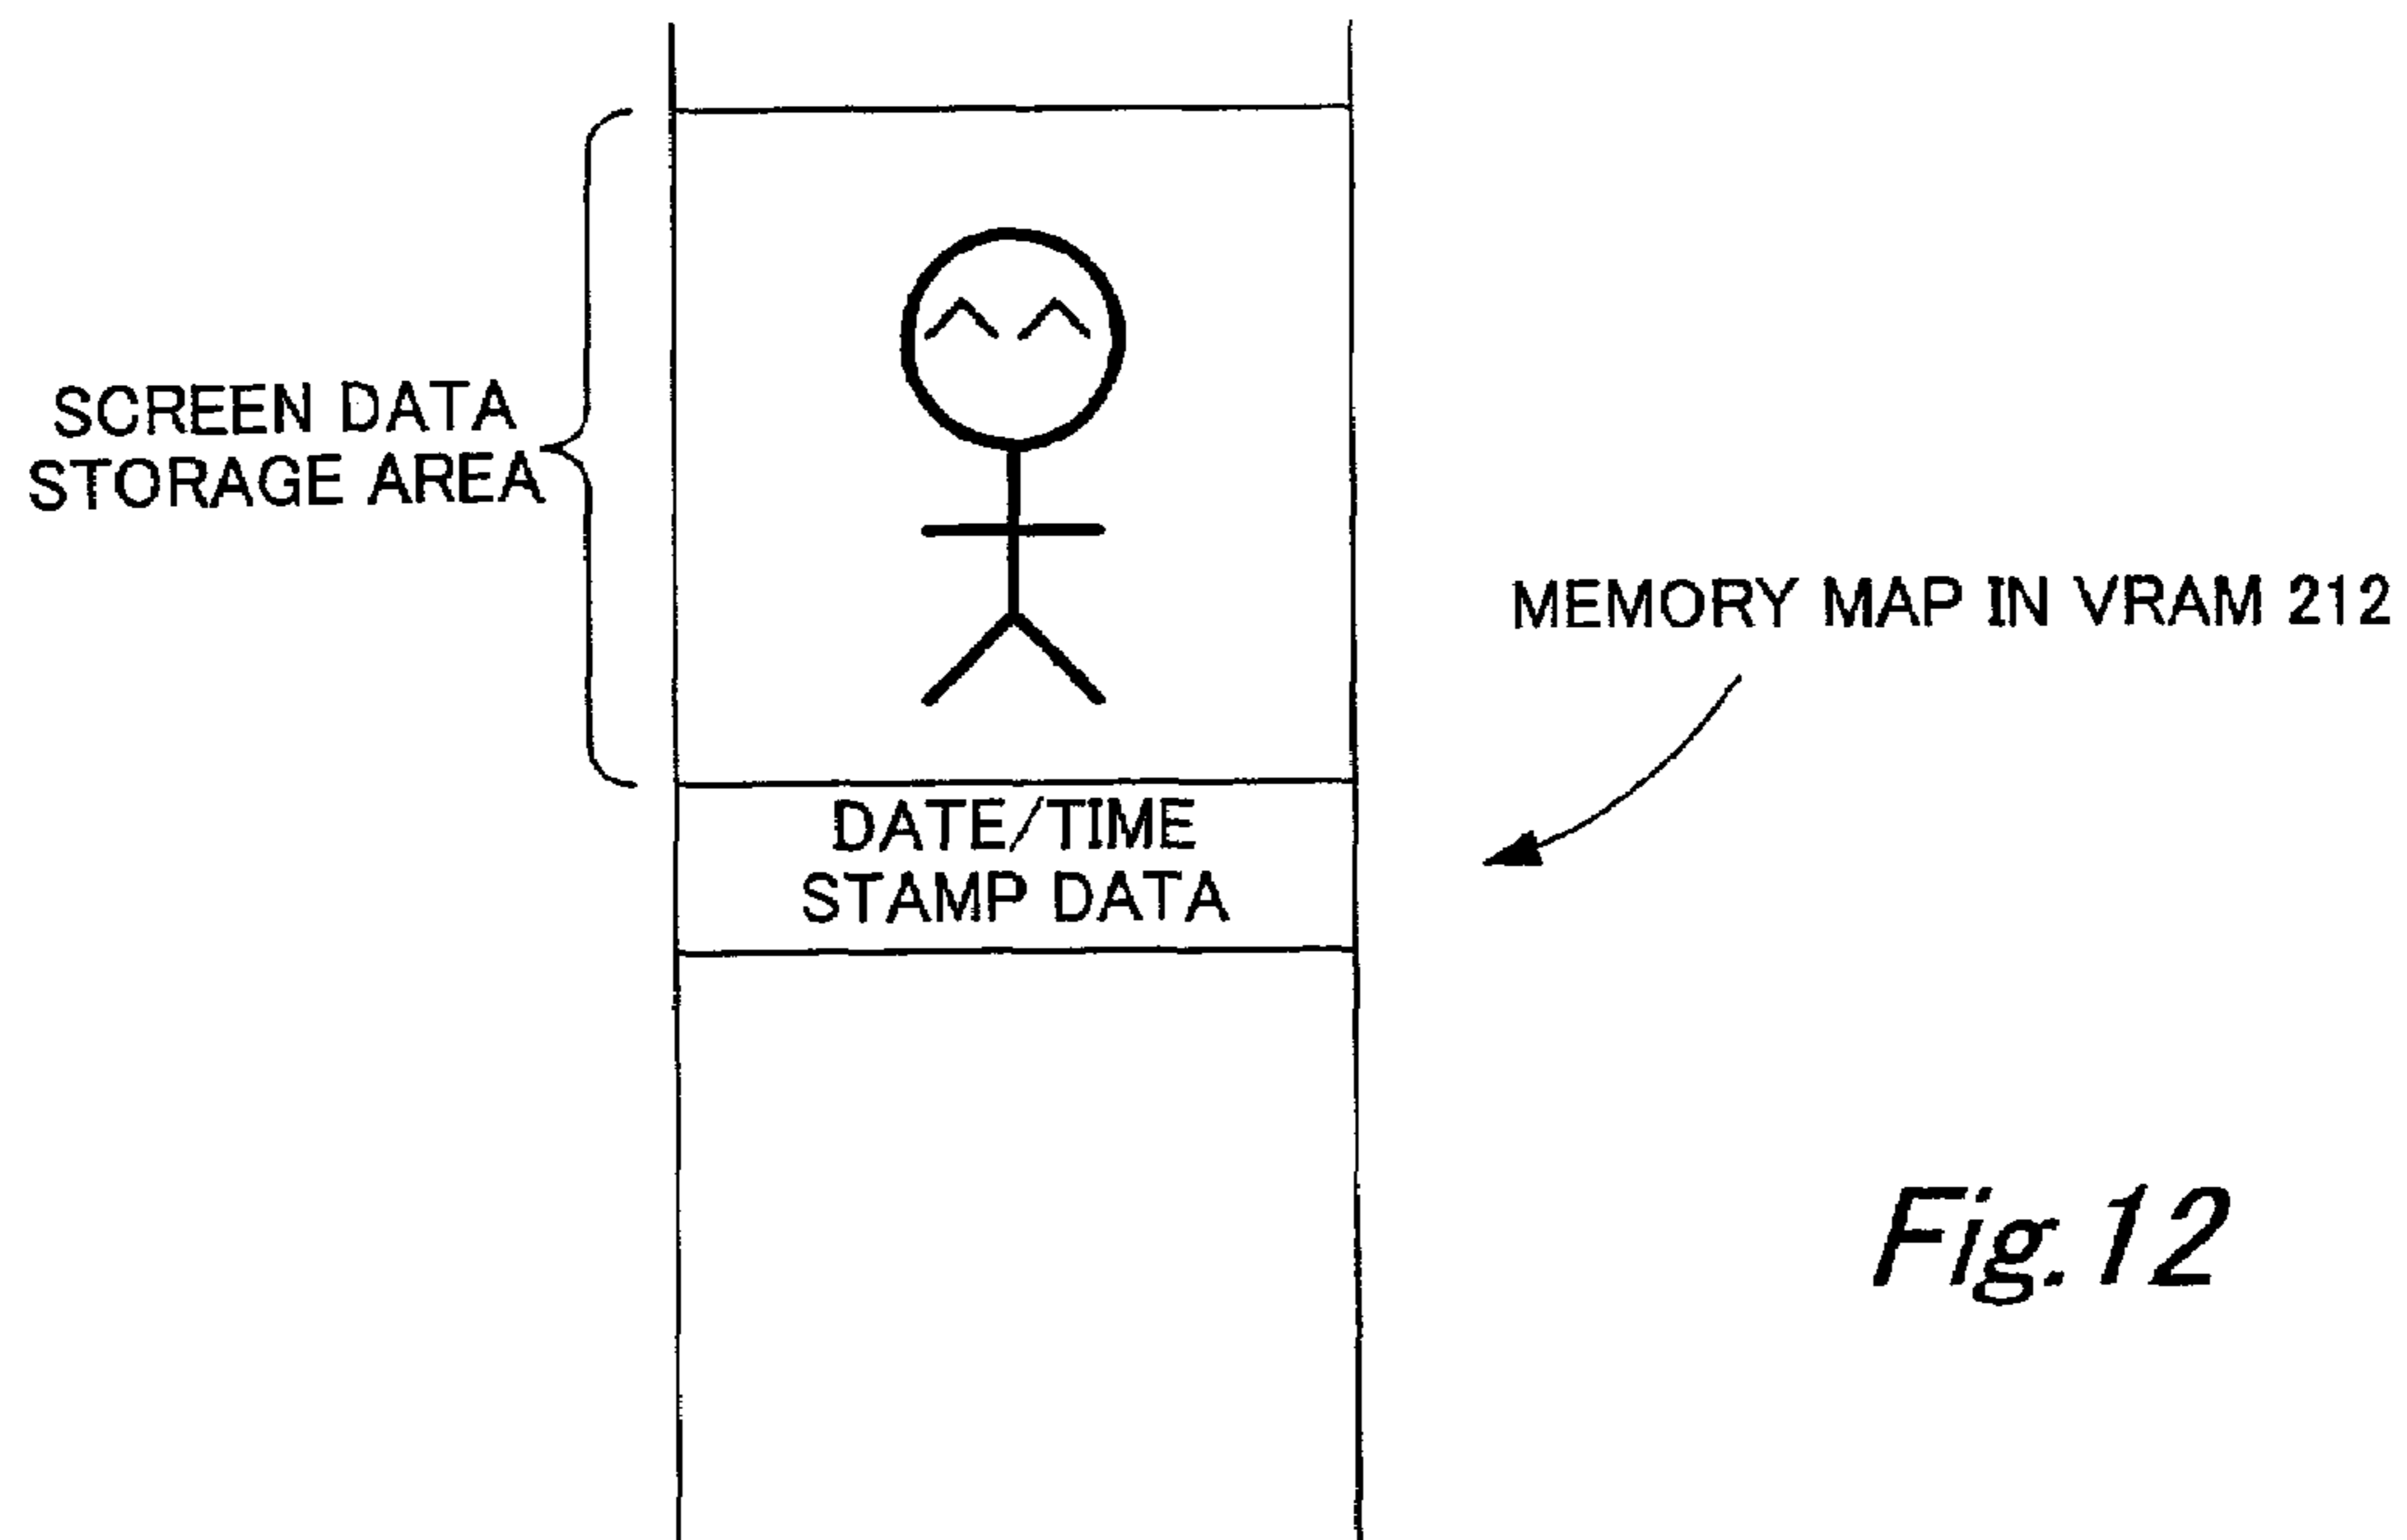 SCREEN DATA
STORAGE AREA
MEMORY MAP IN VRAM 212
DATE/TIME
STAMP DATA
Fig.12